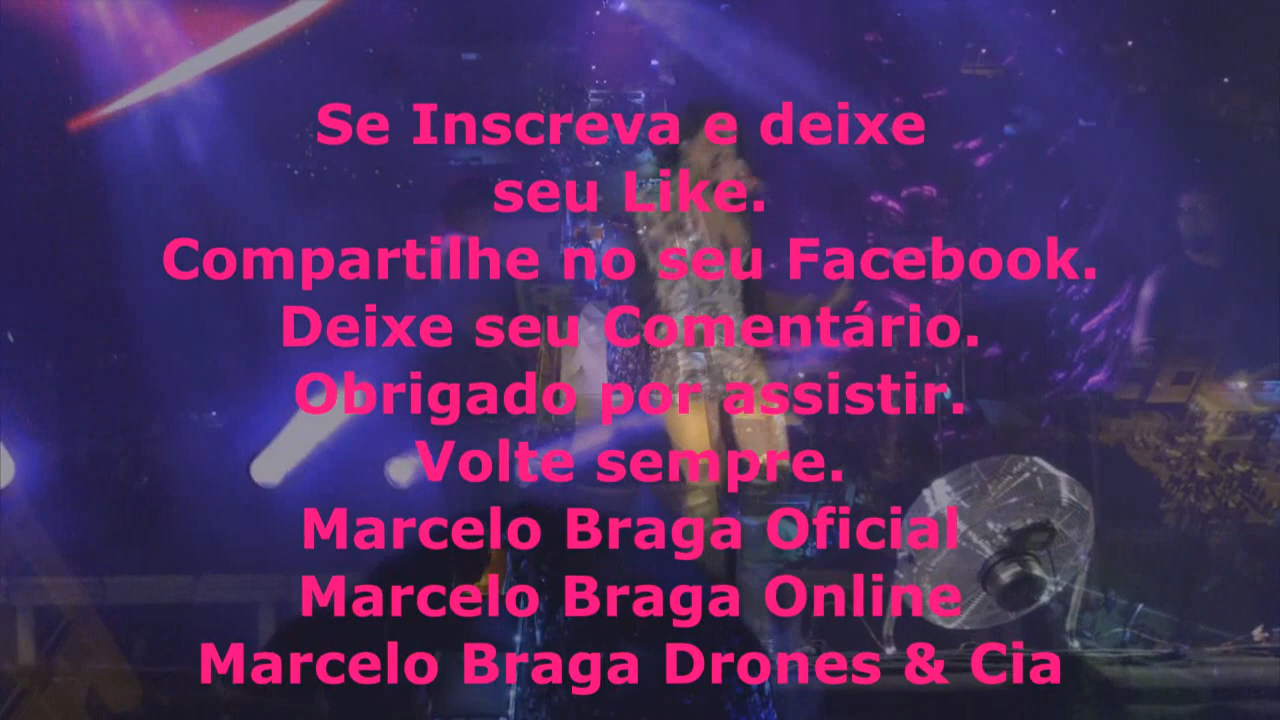 Se Inscreva e deixe
seu Like.
Compartilhe no seu Facebook.
Deixe seu Comentário.
Obrigado por assistir.
Volte sempre.
Marcelo Braga Oficial
Marcelo Braga Online
Marcelo Braga Drones & Cia